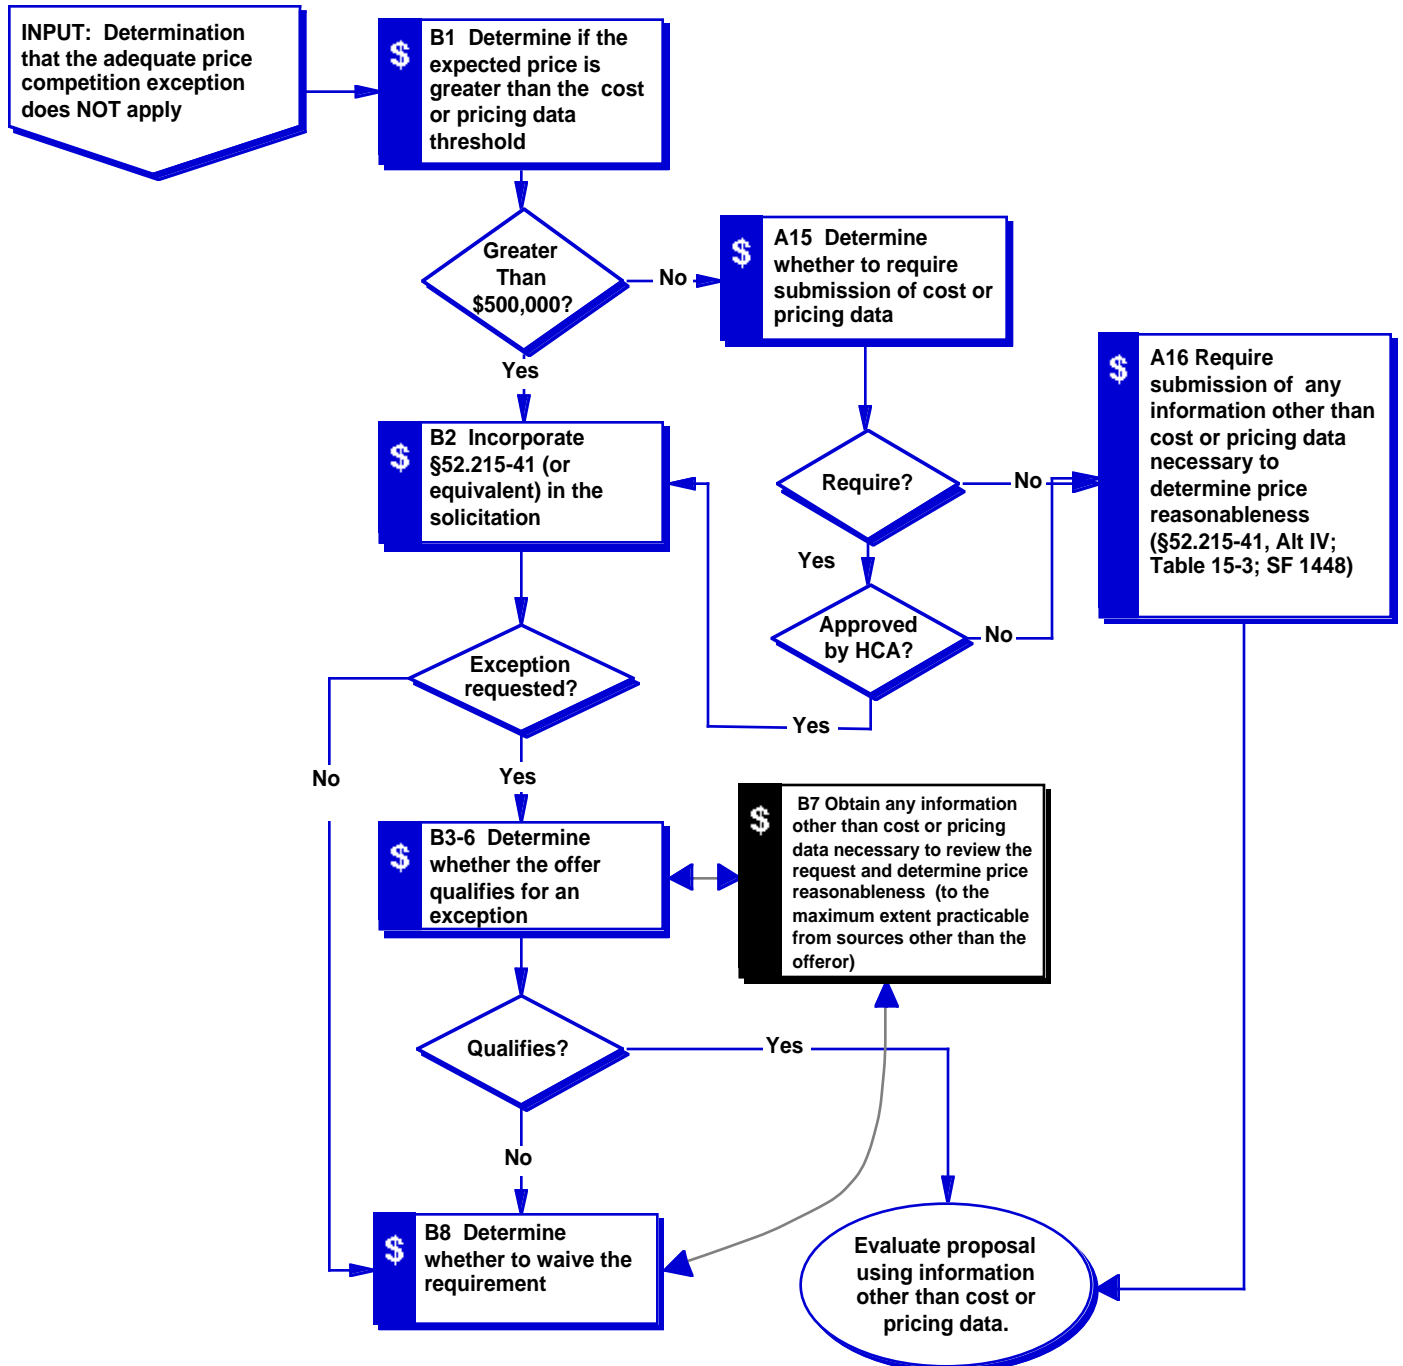 INPUT: Determination
that the adequate price
competition exception
does NOT apply
$
B1 Determine if the
expected price is
greater than the cost
or pricing data
threshold
Greater
Than
$500,000?
No
Yes
$
A15 Determine
whether to require
submission of cost or
pricing data
$
A16 Require
submission of any
information other than
cost or pricing data
necessary to
determine price
reasonableness
(§52.215-41, Alt IV;
Table 15-3; SF 1448)
$
B2 Incorporate
§52.215-41 (or
equivalent) in the
solicitation
Require?
No
Yes
Approved
by HCA?
No
Yes
Exception
requested?
No
Yes
$
B3-6 Determine
whether the offer
qualifies for an
exception
$
B7 Obtain any information
other than cost or pricing
data necessary to review the
request and determine price
reasonableness (to the
maximum extent practicable
from sources other than the
offeror)
Qualifies?
Yes
No
$
B8 Determine
whether to waive the
requirement
Evaluate proposal
using information
other than cost or
pricing data.